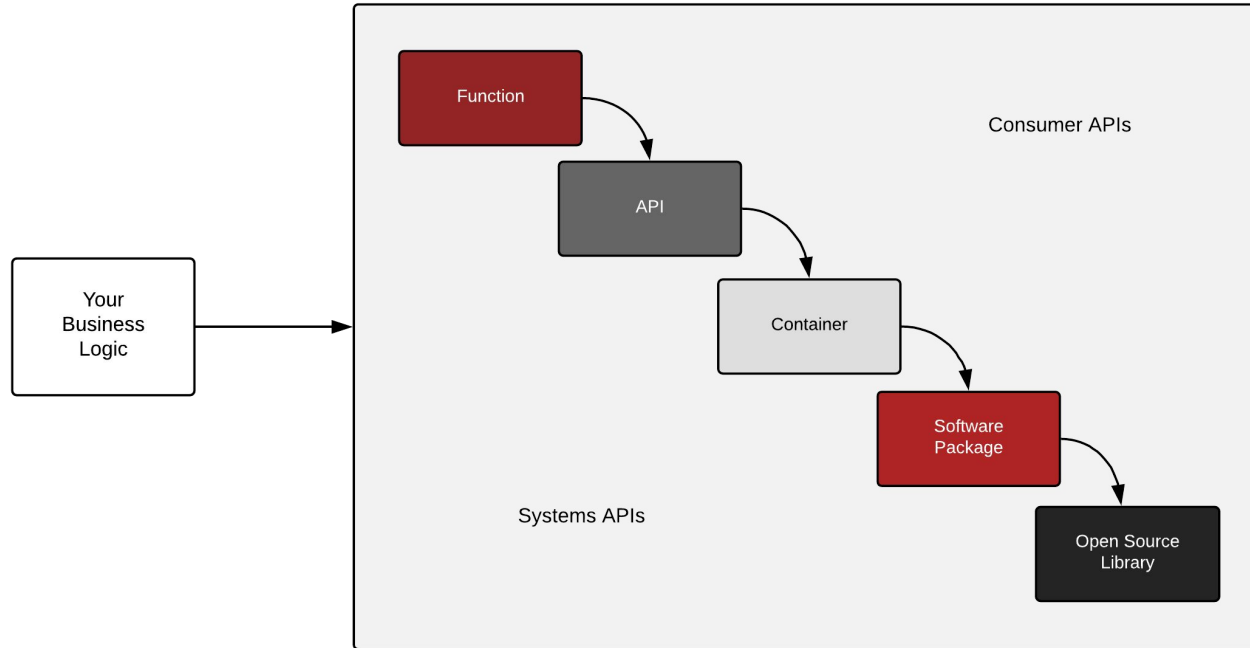 Function
Consumer APIs
API
Your
Business
Logic
Container
Software
Package
Systems APIs
Open Source
Library